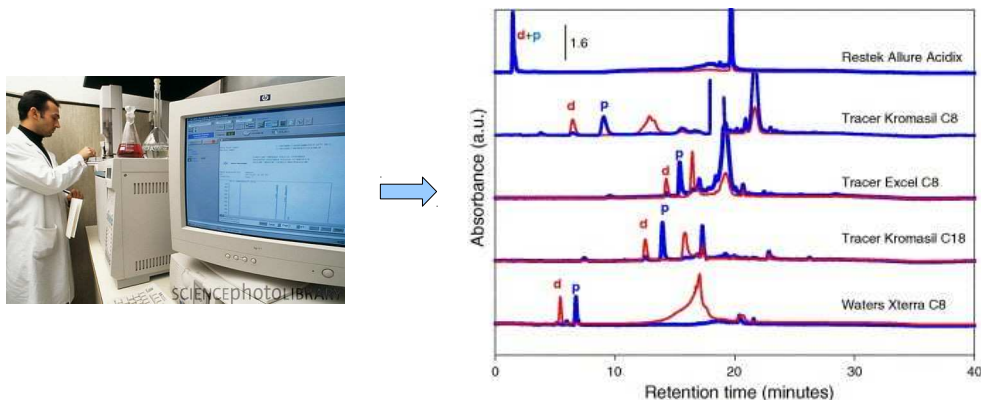 SCIENCEphotoLIBRARY
hp
Absorbance (a.u.)
d+p
1.6
Restek Allure Acidix
d
p
Tracer Kromasil C8
d
p
Tracer Excel C8
d
p
Tracer Kromasil C18
d
p
Waters Xterra C8
0
10
20
30
40
Retention time (minutes)